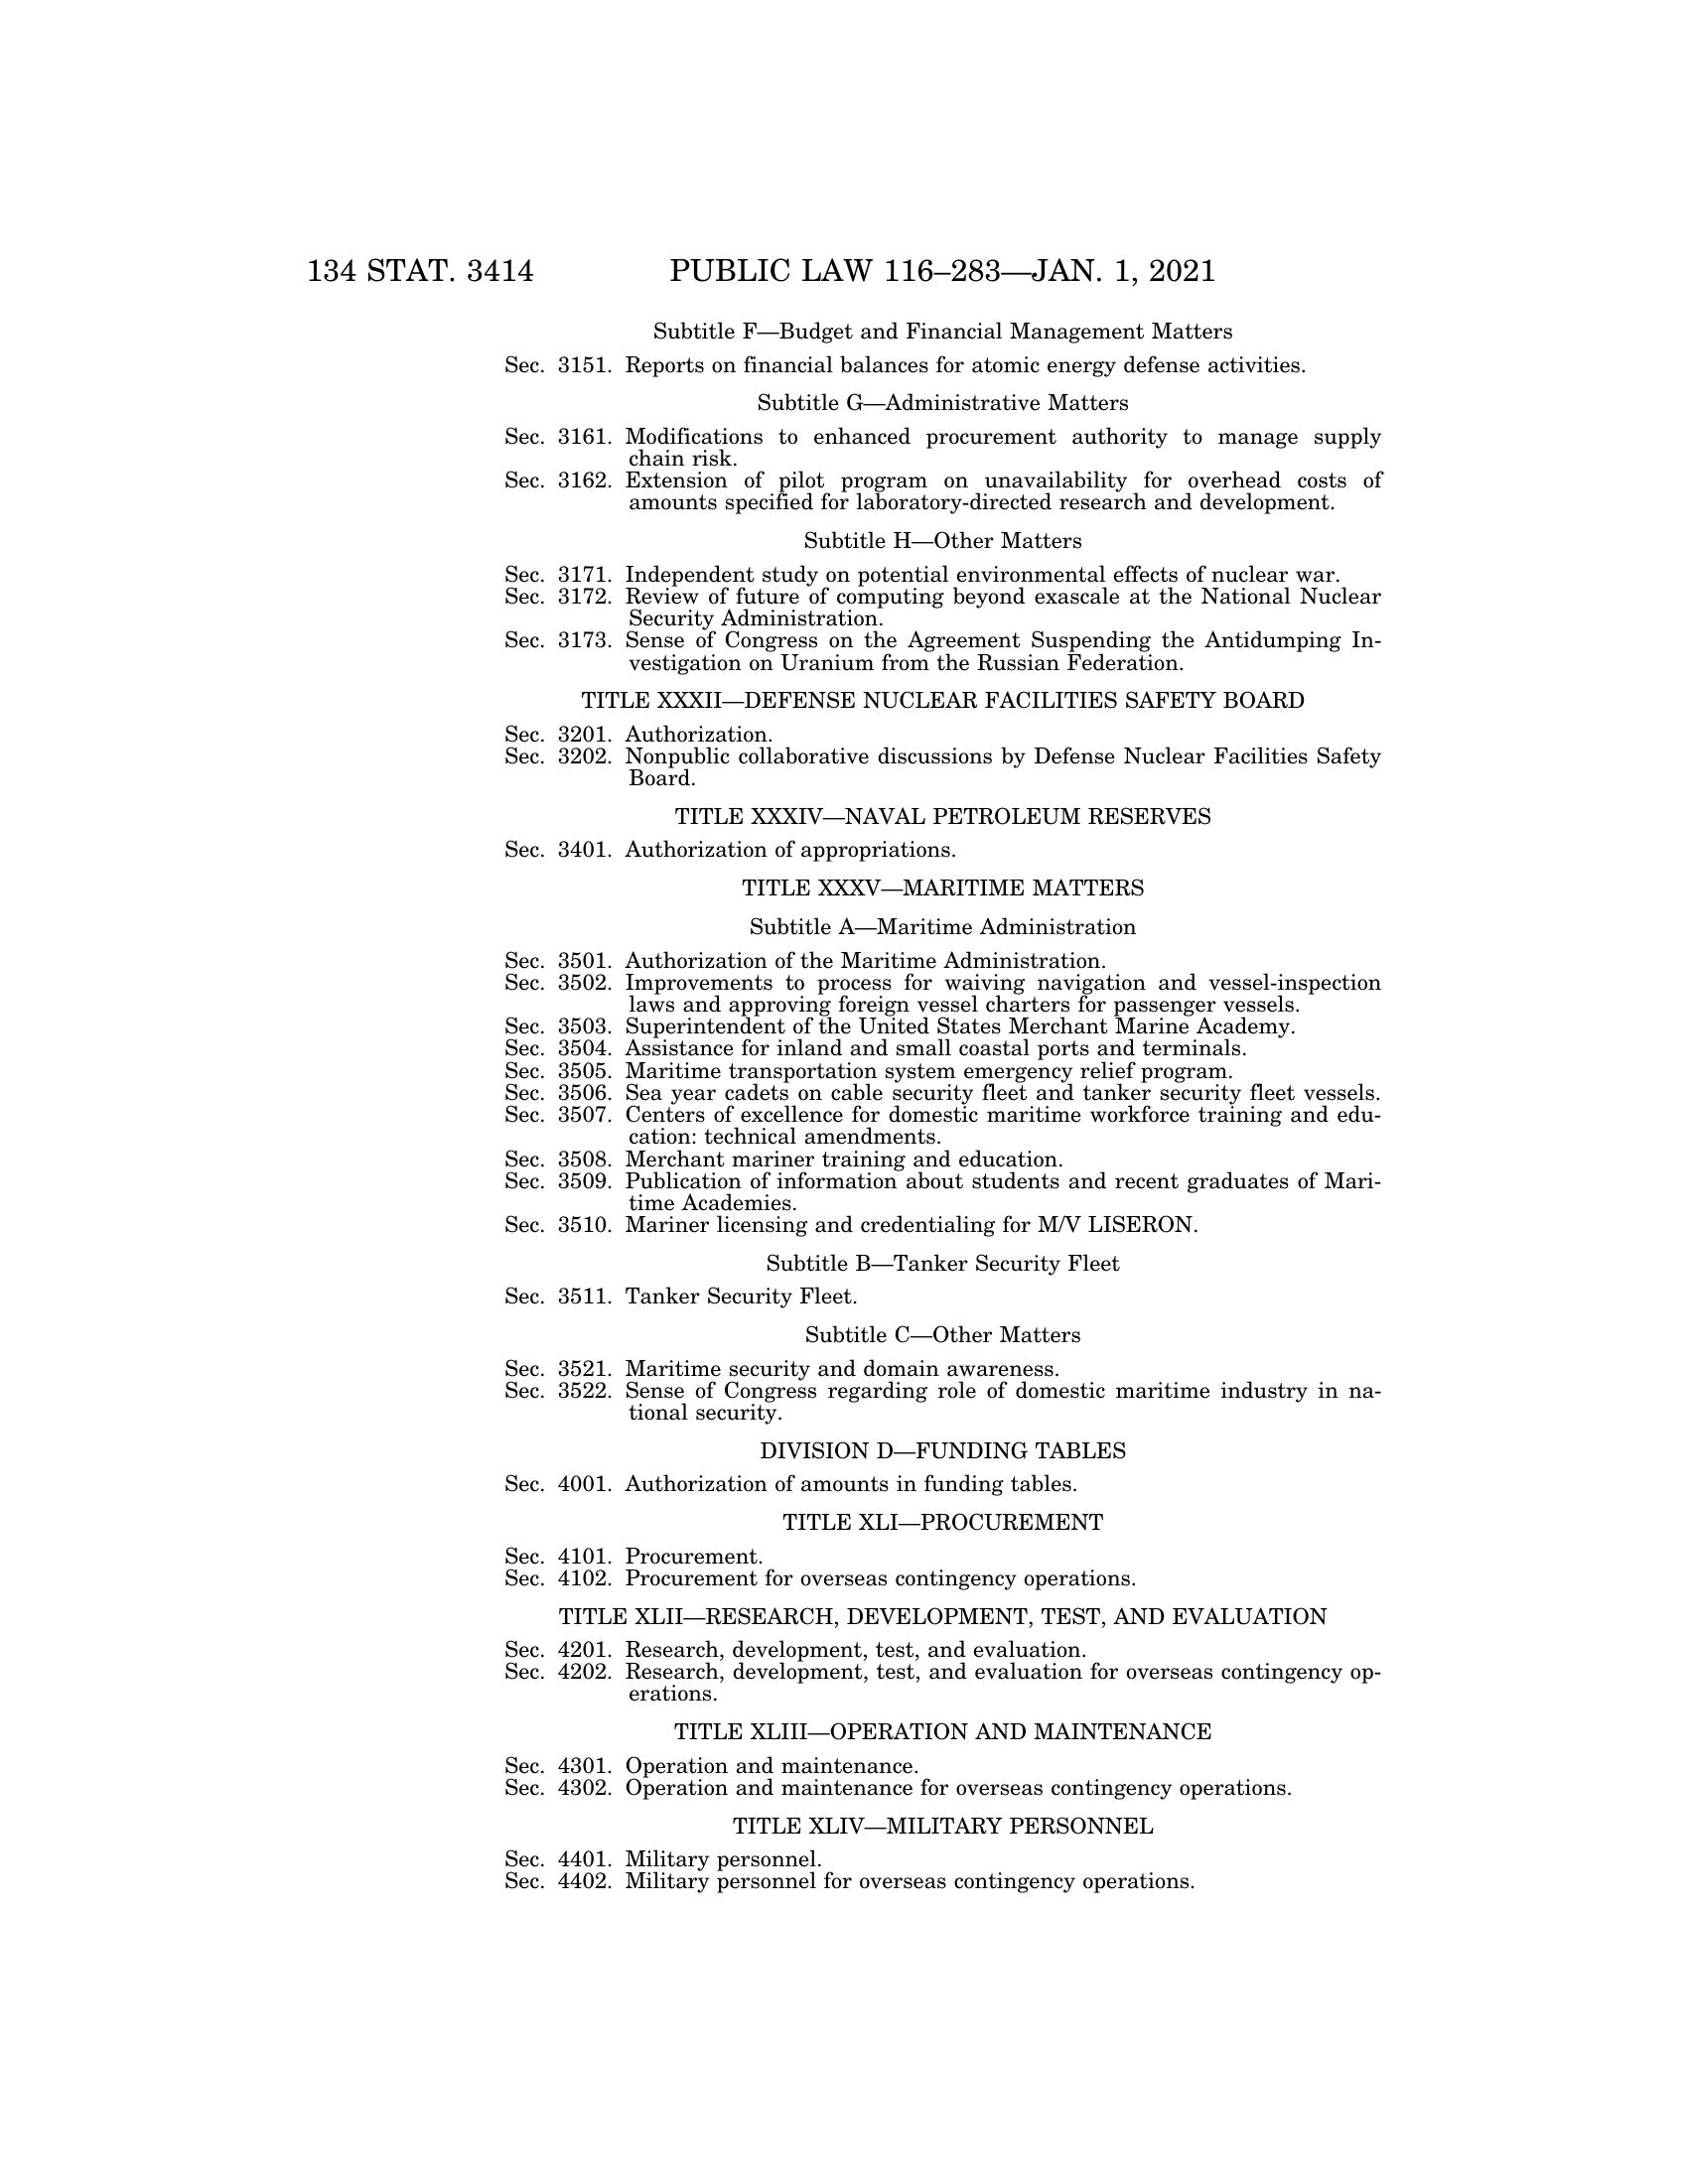 134 STAT. 3414 PUBLIC LAW 116–283—JAN. 1, 2021
Subtitle F—Budget and Financial Management Matters
Sec. 3151. Reports on financial balances for atomic energy defense activities.
Subtitle G—Administrative Matters
Sec. 3161. Modifications to enhanced procurement authority to manage supply
chain risk.
Sec. 3162. Extension of pilot program on unavailability for overhead costs of
amounts specified for laboratory-directed research and development.
Subtitle H—Other Matters
Sec. 3171. Independent study on potential environmental effects of nuclear war.
Sec. 3172. Review of future of computing beyond exascale at the National Nuclear
Security Administration.
Sec. 3173. Sense of Congress on the Agreement Suspending the Antidumping In-
vestigation on Uranium from the Russian Federation.
TITLE XXXII—DEFENSE NUCLEAR FACILITIES SAFETY BOARD
Sec. 3201. Authorization.
Sec. 3202. Nonpublic collaborative discussions by Defense Nuclear Facilities Safety
Board.
TITLE XXXIV—NAVAL PETROLEUM RESERVES
Sec. 3401. Authorization of appropriations.
TITLE XXXV—MARITIME MATTERS
Subtitle A—Maritime Administration
Sec. 3501. Authorization of the Maritime Administration.
Sec. 3502. Improvements to process for waiving navigation and vessel-inspection
laws and approving foreign vessel charters for passenger vessels.
Sec. 3503. Superintendent of the United States Merchant Marine Academy.
Sec. 3504. Assistance for inland and small coastal ports and terminals.
Sec. 3505. Maritime transportation system emergency relief program.
Sec. 3506. Sea year cadets on cable security fleet and tanker security fleet vessels.
Sec. 3507. Centers of excellence for domestic maritime workforce training and edu-
cation: technical amendments.
Sec. 3508. Merchant mariner training and education.
Sec. 3509. Publication of information about students and recent graduates of Mari-
time Academies.
Sec. 3510. Mariner licensing and credentialing for M/V LISERON.
Subtitle B—Tanker Security Fleet
Sec. 3511. Tanker Security Fleet.
Subtitle C—Other Matters
Sec. 3521. Maritime security and domain awareness.
Sec. 3522. Sense of Congress regarding role of domestic maritime industry in na-
tional security.
DIVISION D—FUNDING TABLES
Sec. 4001. Authorization of amounts in funding tables.
TITLE XLI—PROCUREMENT
Sec. 4101. Procurement.
Sec. 4102. Procurement for overseas contingency operations.
TITLE XLII—RESEARCH, DEVELOPMENT, TEST, AND EVALUATION
Sec. 4201. Research, development, test, and evaluation.
Sec. 4202. Research, development, test, and evaluation for overseas contingency op-
erations.
TITLE XLIII—OPERATION AND MAINTENANCE
Sec. 4301. Operation and maintenance.
Sec. 4302. Operation and maintenance for overseas contingency operations.
TITLE XLIV—MILITARY PERSONNEL
Sec. 4401. Military personnel.
Sec. 4402. Military personnel for overseas contingency operations.